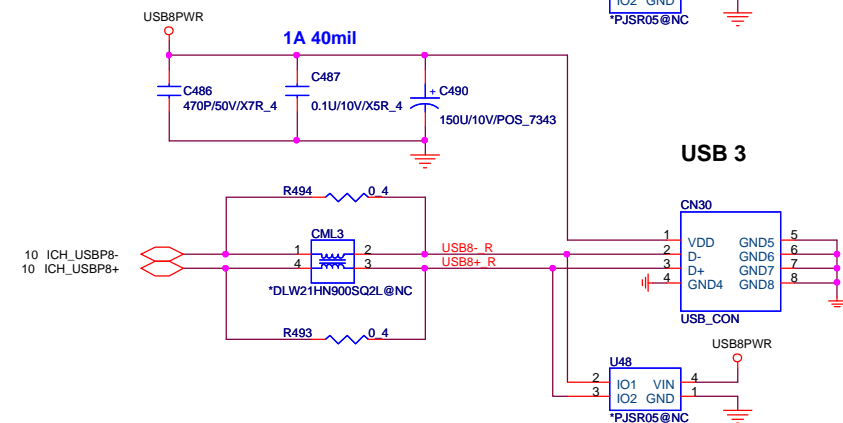 IO2 GND
*PJSR05@NC
USB8PWR
1A 40mil
C486
470P/50V/X7R_4
C487
0.1U/10V/X5R_4
+ C490
150U/10V/POS_7343
USB 3
R494 0_4
CML3
1 2
4 3
*DLW21HN900SQ2L@NC
10 ICH_USBP8-
10 ICH_USBP8+
USB8-_R
USB8+_R
R493 0_4
CN30
1 VDD GND5 5
2 D- GND6 6
3 D+ GND7 7
4 GND4 GND8 8
USB_CON
USB8PWR
U48
2 IO1 VIN 4
3 IO2 GND 1
*PJSR05@NC